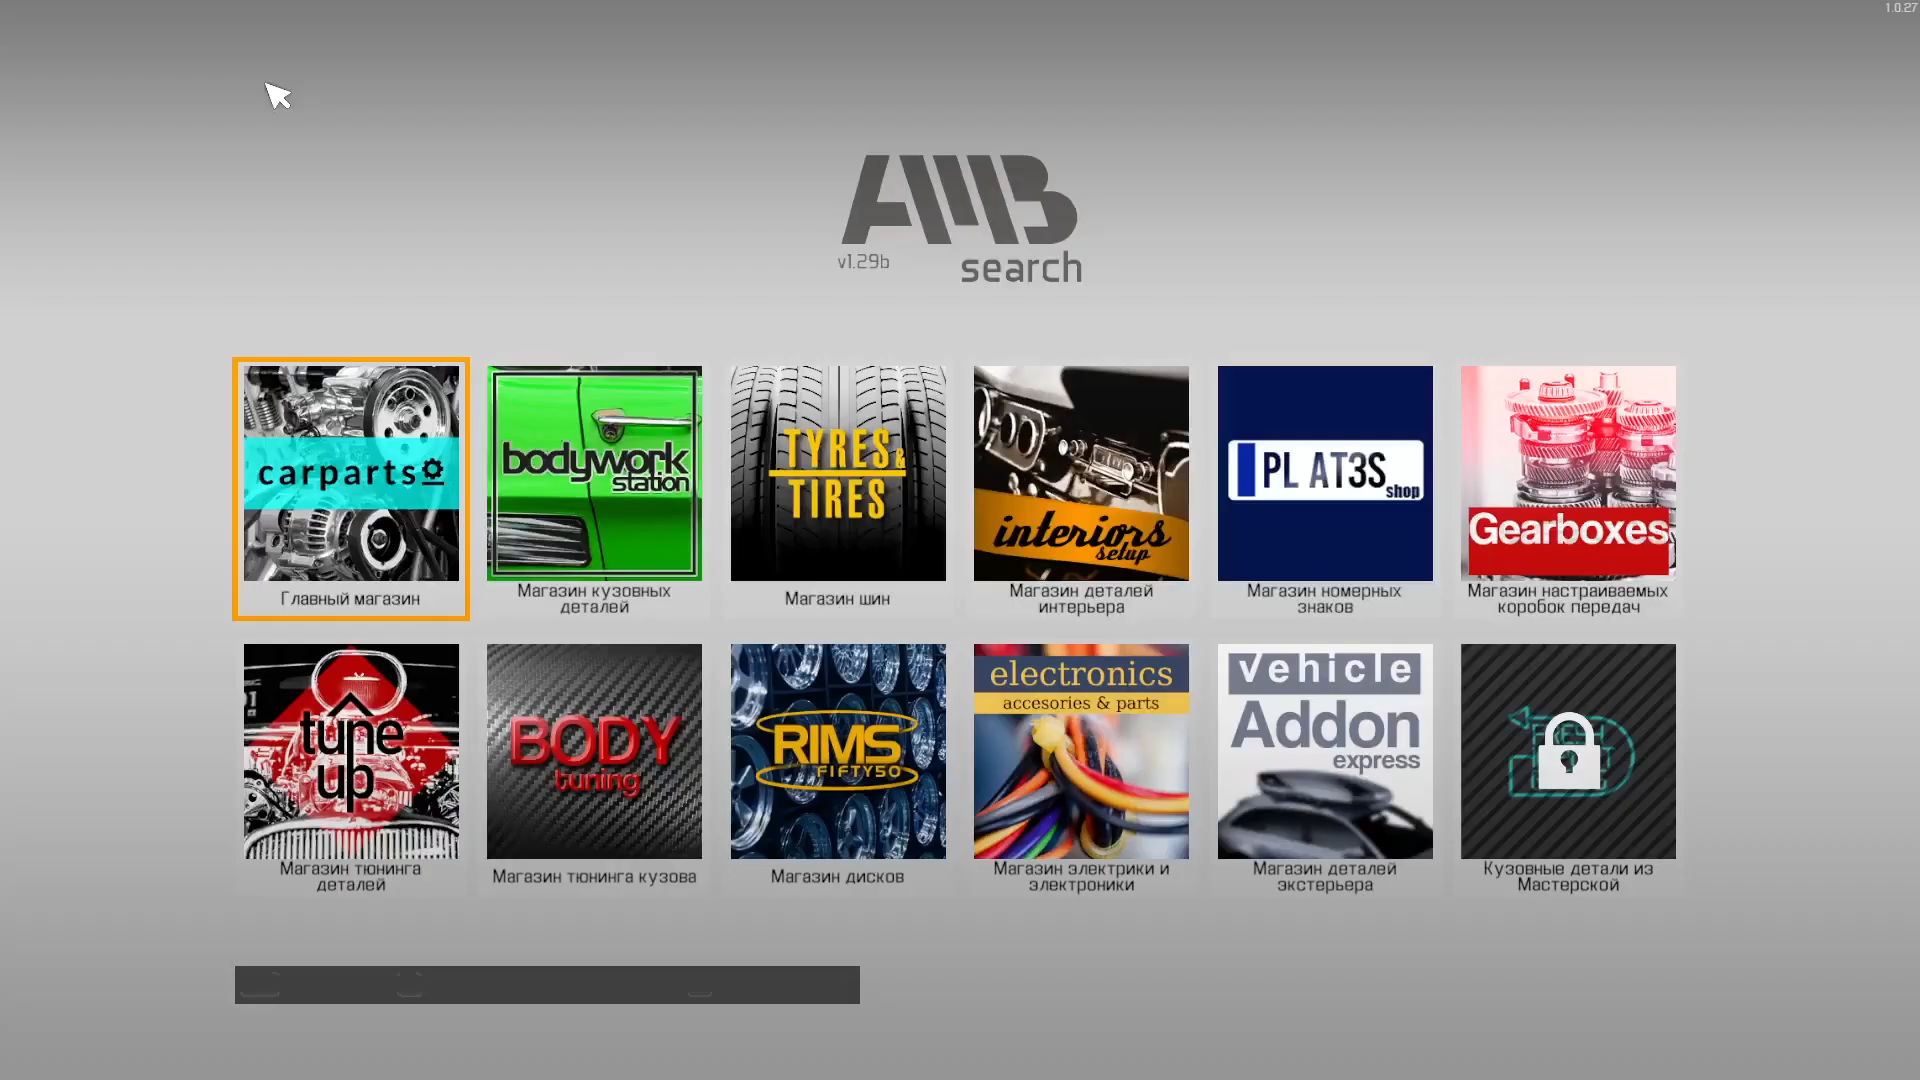 1.0.27
AMB
v1.29b
search
carparts
Главный магазин
bodywork
station
Магазин кузовных
деталей
TYRES &
TIRES
Магазин шин
interiors
setup
Магазин деталей
интерьера
PL AT3S
shop
Магазин номерных
знаков
Gearboxes
Магазин настраиваемых
коробок передач
tune
up
Магазин тюнинга
деталей
BODY
tuning
Магазин тюнинга кузова
RIMS
FIFTY50
Магазин дисков
electronics
accesories & parts
Магазин электрики и
электроники
vehicle
Addon
express
Магазин деталей
экстерьера
FRESH
Кузовные детали из
Мастерской